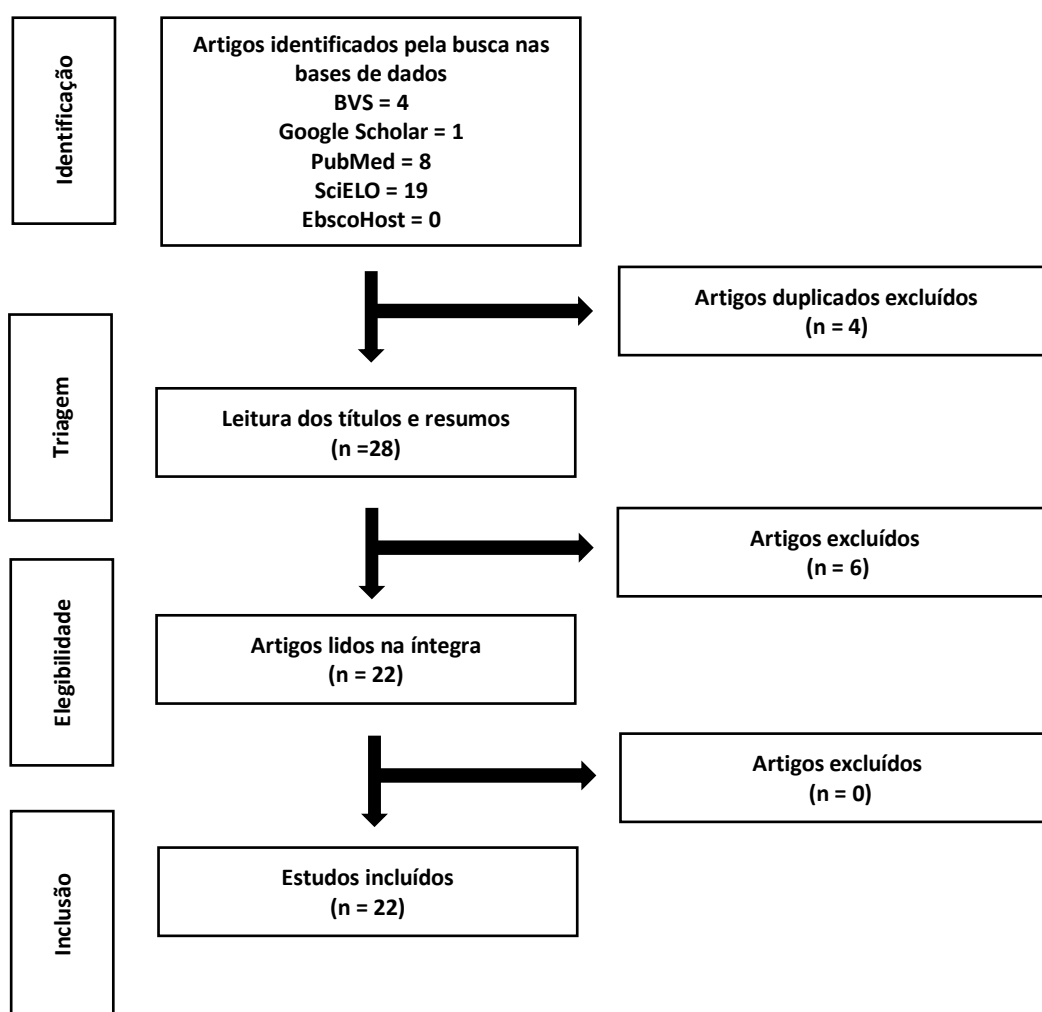 Identificação
Artigos identificados pela busca nas
bases de dados
BVS = 4
Google Scholar = 1
PubMed = 8
SciELO = 19
EbscoHost = 0
Artigos duplicados excluídos
(n = 4)
Triagem
Leitura dos títulos e resumos
(n =28)
Artigos excluídos
(n = 6)
Elegibilidade
Artigos lidos na íntegra
(n = 22)
Artigos excluídos
(n = 0)
Inclusão
Estudos incluídos
(n = 22)